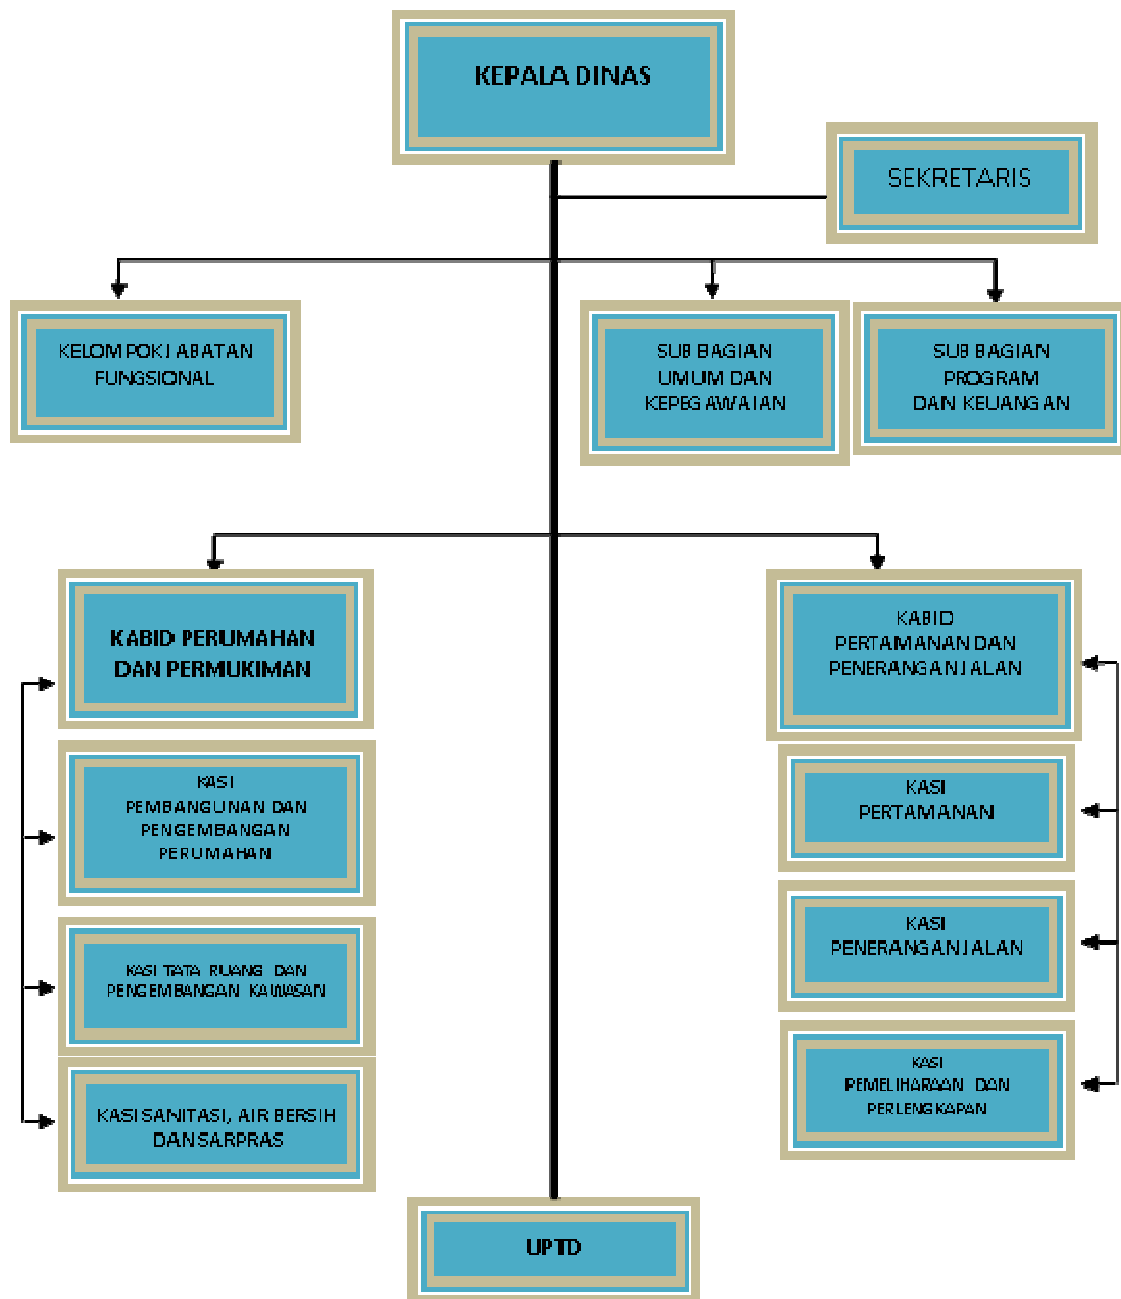 KEPALA DINAS
SEKRETARIS
KELOMPOK JABATAN
FUNGSIONAL
SUB BAGIAN
UMUM DAN
KEPEGAWAIAN
SUB BAGIAN
PROGRAM
DAN KEUANGAN
KABID PERUMAHAN
DAN PERMUKIMAN
KABID
PERTAMANAN DAN
PENERANGAN JALAN
KASI
PEMBANGUNAN DAN
PENGEMBANGAN
PERUMAHAN
KASI
PERTAMANAN
KASI TATA RUANG DAN
PENGEMBANGAN KAWASAN
KASI
PENERANGAN JALAN
KASI SANITASI, AIR BERSIH
DAN SARPRAS
KASI
PEMELIHARAAN DAN
PERLENGKAPAN
UPTD